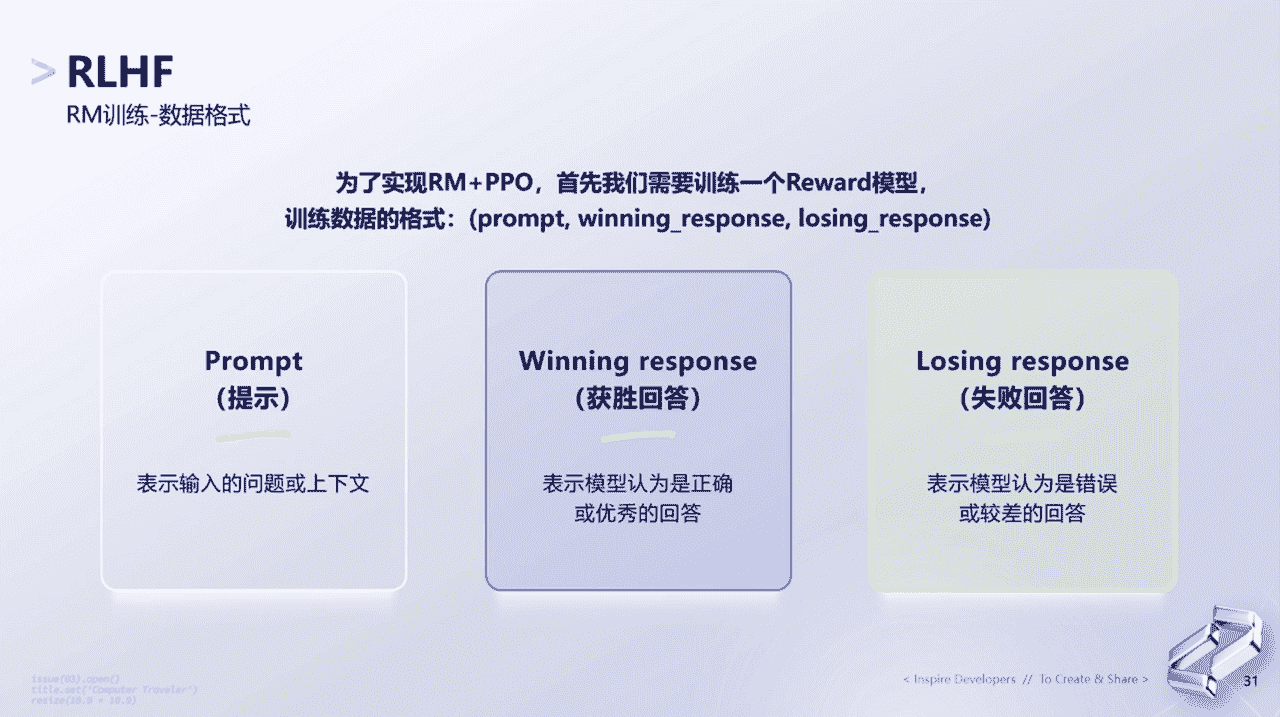 > RLHF
RM训练-数据格式
为了实现RM+PPO，首先我们需要训练一个Reward模型，
训练数据的格式：(prompt, winning_response, losing_response)
Prompt
（提示）
表示输入的问题或上下文
Winning response
（获胜回答）
表示模型认为是正确
或优秀的回答
Losing response
（失败回答）
表示模型认为是错误
或较差的回答
issue(03).open()
title.set('Computer Traveler')
resize(10.9 × 10.9)
< Inspire Developers // To Create & Share >
31